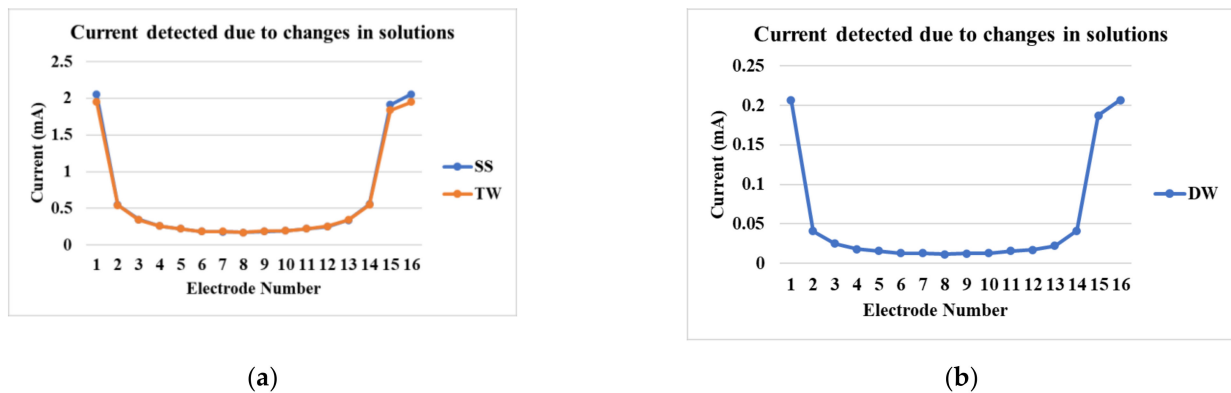 Current detected due to changes in solutions
2.5
2
1.5
1
0.5
0
Current (mA)
1 2 3 4 5 6 7 8 9 10 11 12 13 14 15 16
Electrode Number
SS
TW
(a)
Current detected due to changes in solutions
0.25
0.2
0.15
0.1
0.05
0
Current (mA)
1 2 3 4 5 6 7 8 9 10 11 12 13 14 15 16
Electrode Number
DW
(b)